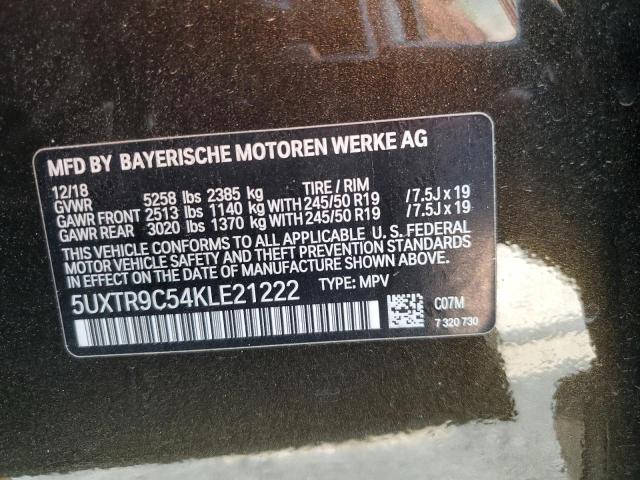 MFD BY BAYERISCHE MOTOREN WERKE AG
12/18 TIRE / RIM
GVWR 5258 lbs 2385 kg
GAWR FRONT 2513 lbs 1140 kg WITH 245/50 R19 / 7.5J x 19
GAWR REAR 3020 lbs 1370 kg WITH 245/50 R19 / 7.5J x 19
THIS VEHICLE CONFORMS TO ALL APPLICABLE U.S. FEDERAL
MOTOR VEHICLE SAFETY AND THEFT PREVENTION STANDARDS
IN EFFECT ON THE DATE OF MANUFACTURE SHOWN ABOVE.
5UXTR9C54KLE21222 TYPE: MPV
C07M
7 320 730